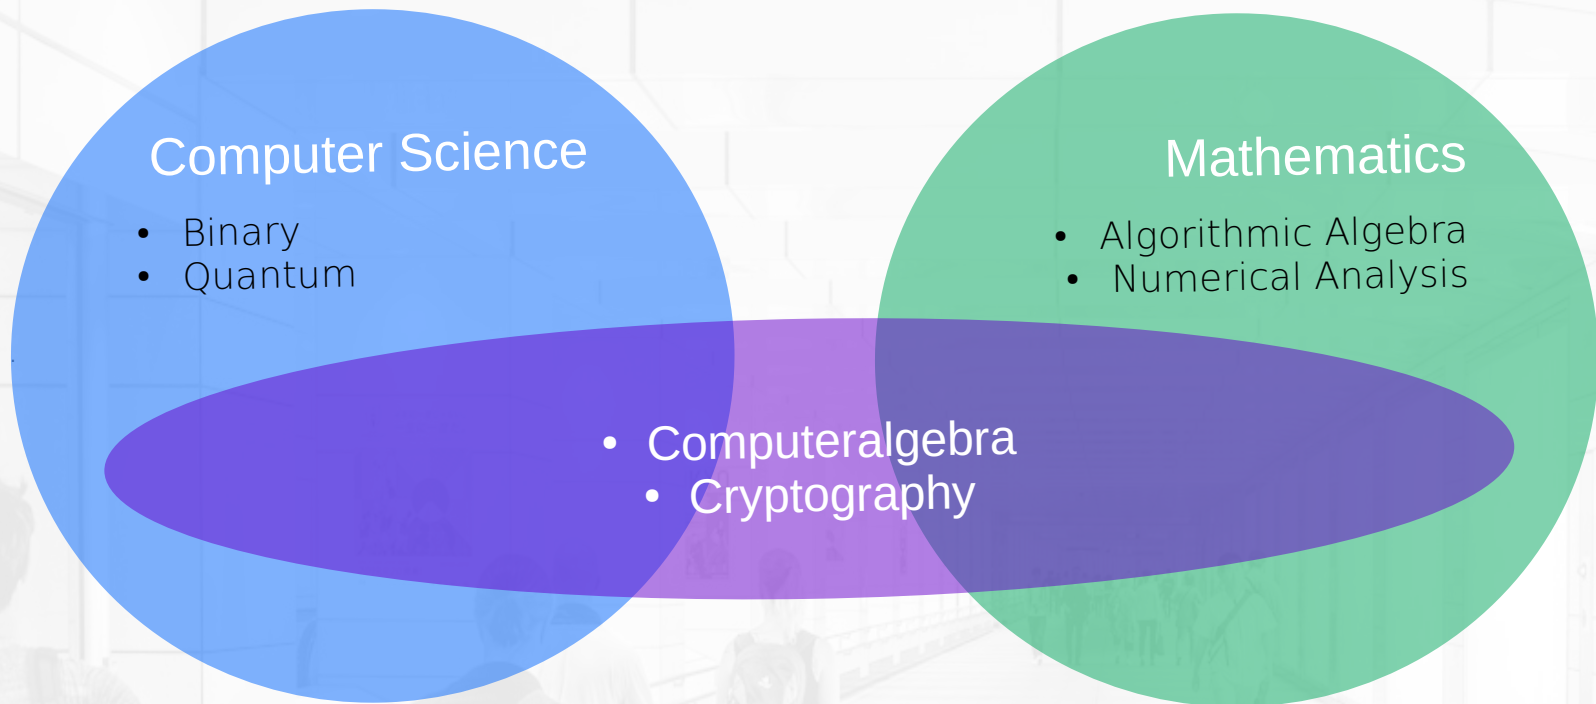 Computer Science
• Binary
• Quantum
Mathematics
• Algorithmic Algebra
• Numerical Analysis
• Computeralgebra
• Cryptography